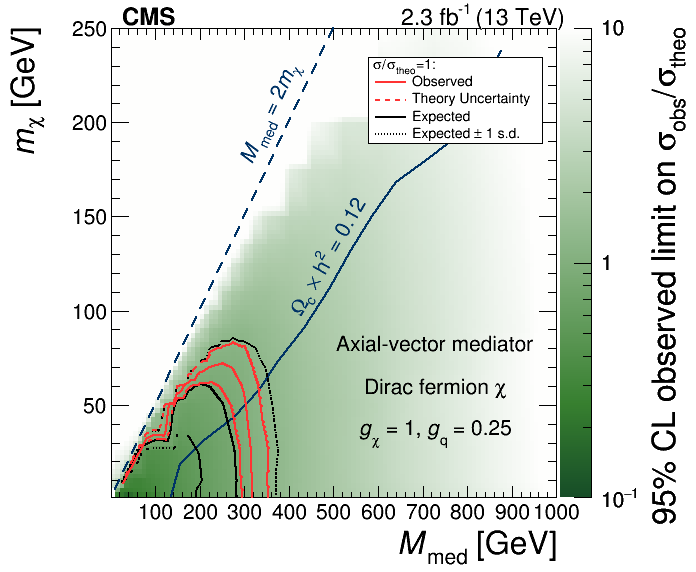 CMS 2.3 fb⁻¹ (13 TeV)
mχ [GeV]
250
200
150
100
50
M_med = 2mχ
σ/σ_theo=1:
Observed
Theory Uncertainty
Expected
Expected ± 1 s.d.
Ω_c × h² = 0.12
Axial-vector mediator
Dirac fermion χ
gχ = 1, g_q = 0.25
100 200 300 400 500 600 700 800 900 1000
M_med [GeV]
10
1
10⁻¹
95% CL observed limit on σ_obs/σ_theo